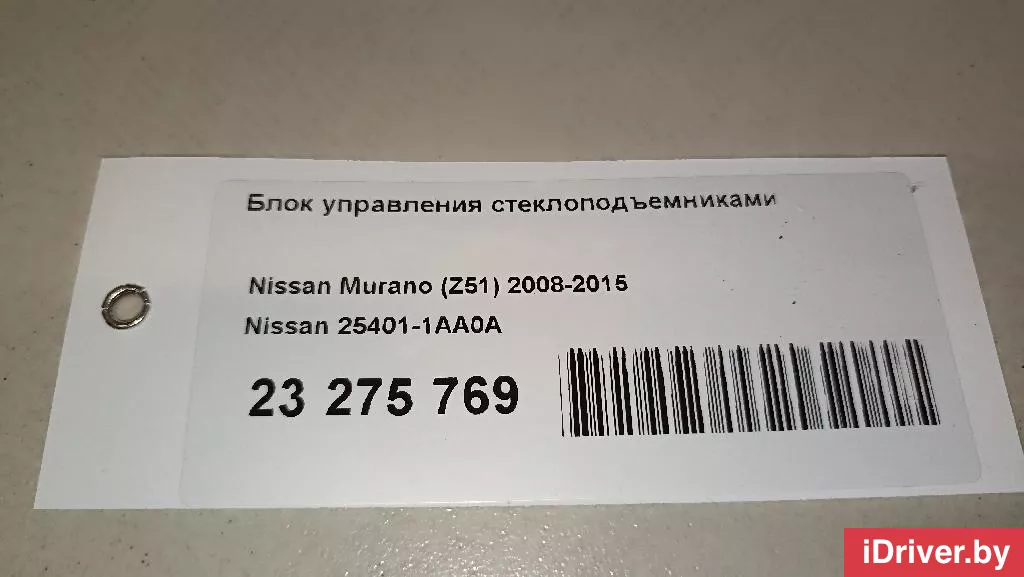 Блок управления стеклоподъемниками
Nissan Murano (Z51) 2008-2015
Nissan 25401-1AA0A
23 275 769
iDriver.by